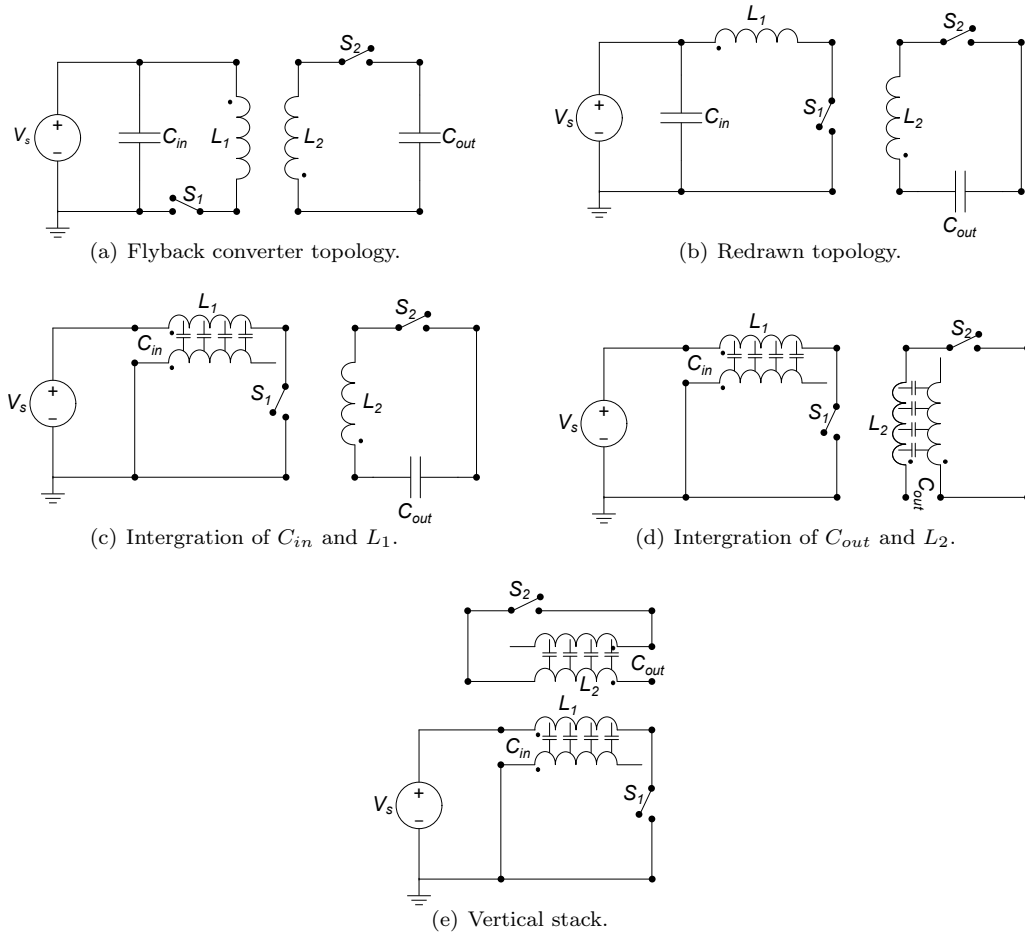 S2
Vs
+
−
Cin
L1
L2
Cout
S1
(a) Flyback converter topology.
L1
S2
Vs
+
−
Cin
S1
L2
Cout
(b) Redrawn topology.
L1
S2
Cin
Vs
+
−
S1
L2
Cout
(c) Intergration of Cin and L1.
L1
S2
Cin
Vs
+
−
S1
L2
Cout
(d) Intergration of Cout and L2.
S2
Cout
L2
L1
Cin
Vs
+
−
S1
(e) Vertical stack.